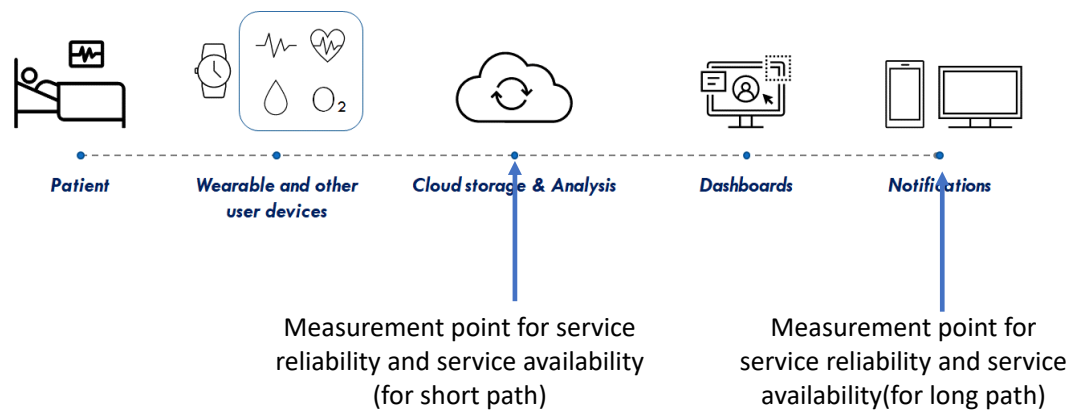 O₂
Patient
Wearable and other
user devices
Cloud storage & Analysis
Dashboards
Notifications
Measurement point for service
reliability and service availability
(for short path)
Measurement point for
service reliability and service
availability(for long path)